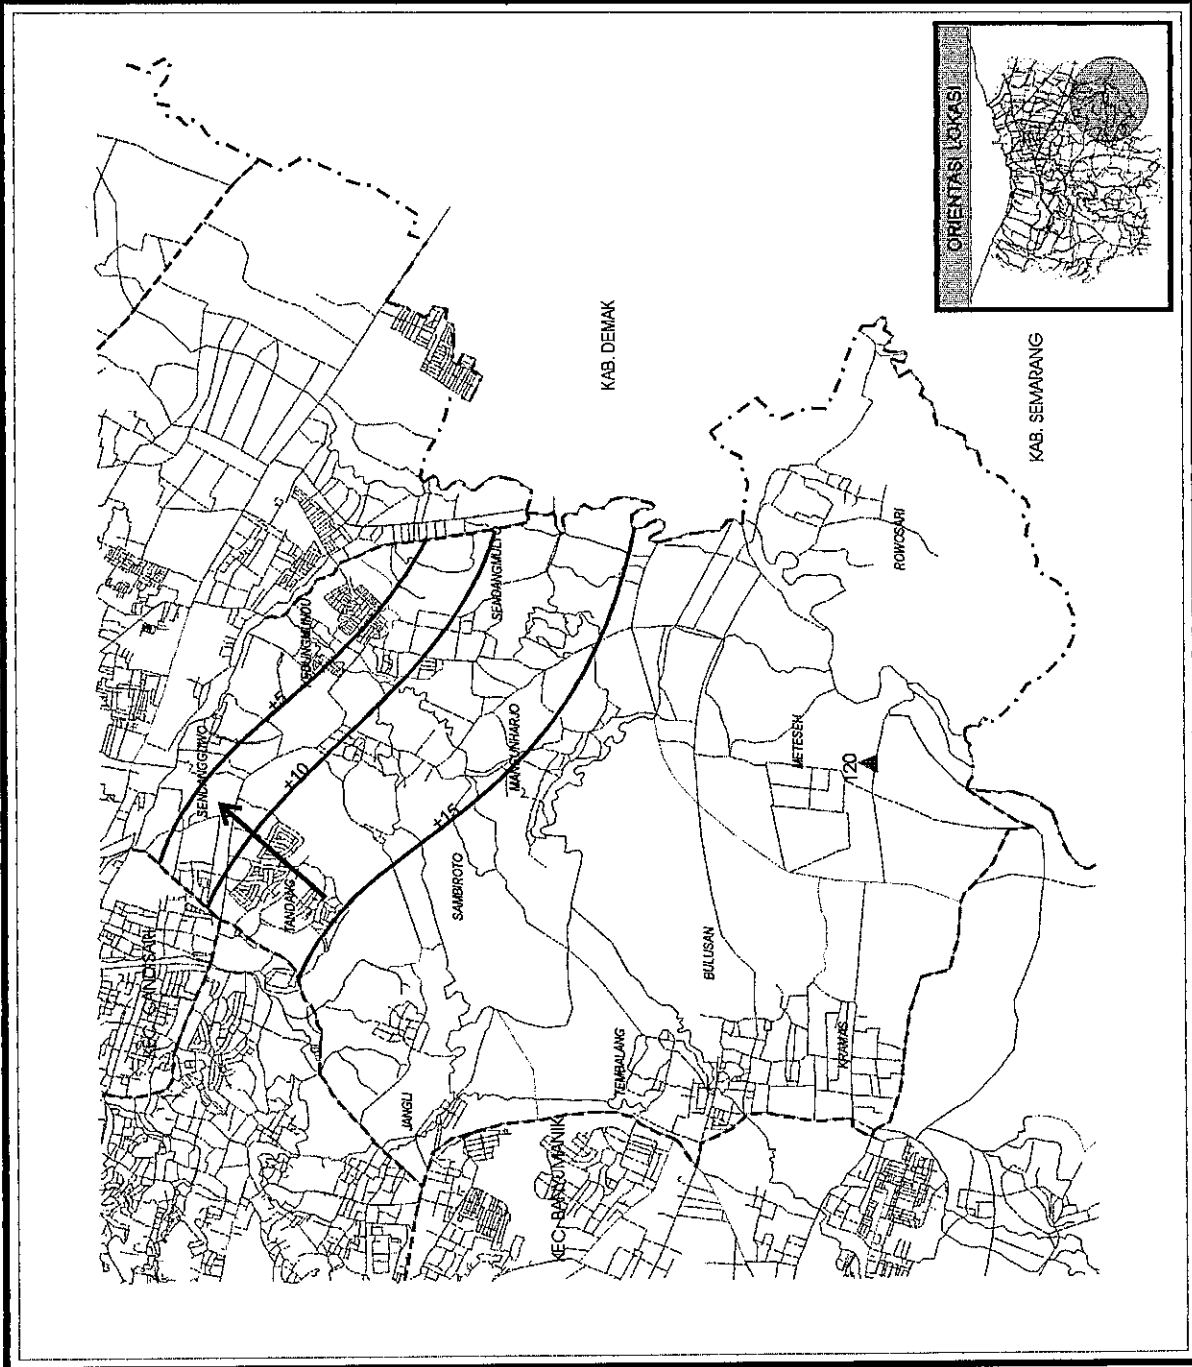 ORIENTASI LOKASI
KAB. DEMAK
KAB. SEMARANG
KEC. CANDISARI
SENDANGGUWO
KEDUNGMUNDU
SENDANGMULYO
TANDANG
MANGUNHARJO
SAMBIROTO
JANGLI
TEMBALANG
BULUSAN
KRAMAS
METESEH
ROWOSARI
KEC. BANYUMANIK
+5
+10
+15
120